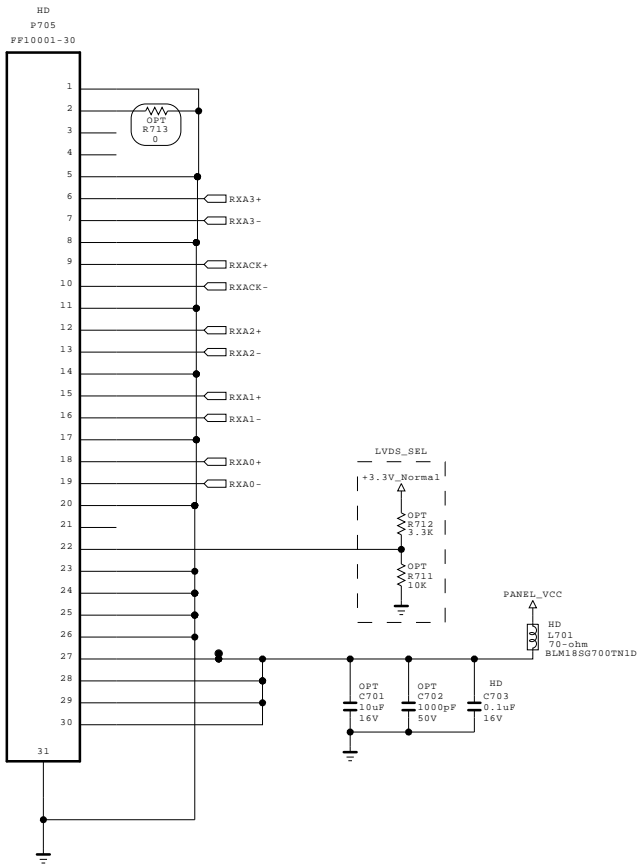 HD
P705
FF10001-30
1
2
OPT
R713
0
3
4
5
6
RXA3+
7
RXA3-
8
9
RXACK+
10
RXACK-
11
12
RXA2+
13
RXA2-
14
15
RXA1+
16
RXA1-
17
18
RXA0+
19
RXA0-
20
21
22
23
24
25
26
27
28
29
30
31
LVDS_SEL
+3.3V_Normal
OPT
R712
3.3K
OPT
R711
10K
PANEL_VCC
HD
L701
70-ohm
BLM18SG700TN1D
OPT
C701
10uF
16V
OPT
C702
1000pF
50V
HD
C703
0.1uF
16V